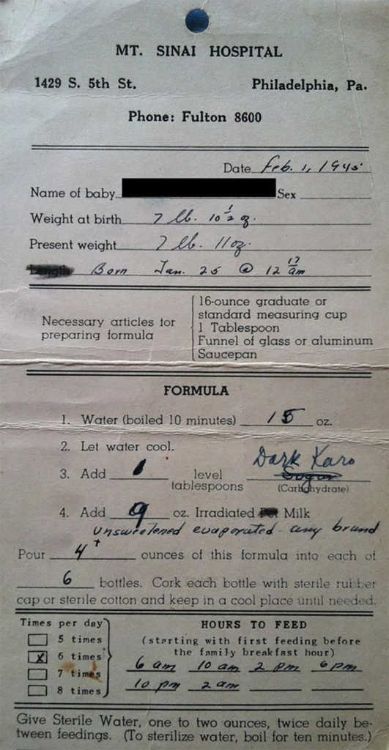 MT. SINAI HOSPITAL
1429 S. 5th St. Philadelphia, Pa.
Phone: Fulton 8600
Date Feb. 1, 1945
Name of baby Sex
Weight at birth 7 lb. 10½ oz.
Present weight 7 lb. 11 oz.
Born Jan. 25 @ 12 17 am
Necessary articles for preparing formula
16-ounce graduate or
standard measuring cup
1 Tablespoon
Funnel of glass or aluminum
Saucepan
FORMULA
1. Water (boiled 10 minutes) 15 oz.
2. Let water cool.
3. Add 1 level tablespoons Dark Karo Sugar (Carbohydrate)
4. Add 9 oz. Irradiated Milk
unsweetened evaporated any brand
Pour 4+ ounces of this formula into each of
6 bottles. Cork each bottle with sterile rubber
cap or sterile cotton and keep in a cool place until needed.
Times per day
5 times
x 6 times
7 times
8 times
HOURS TO FEED
(starting with first feeding before
the family breakfast hour)
6 am 10 am 2 pm 6 pm
10 pm 2 am
Give Sterile Water, one to two ounces, twice daily be-
tween feedings. (To sterilize water, boil for ten minutes.)